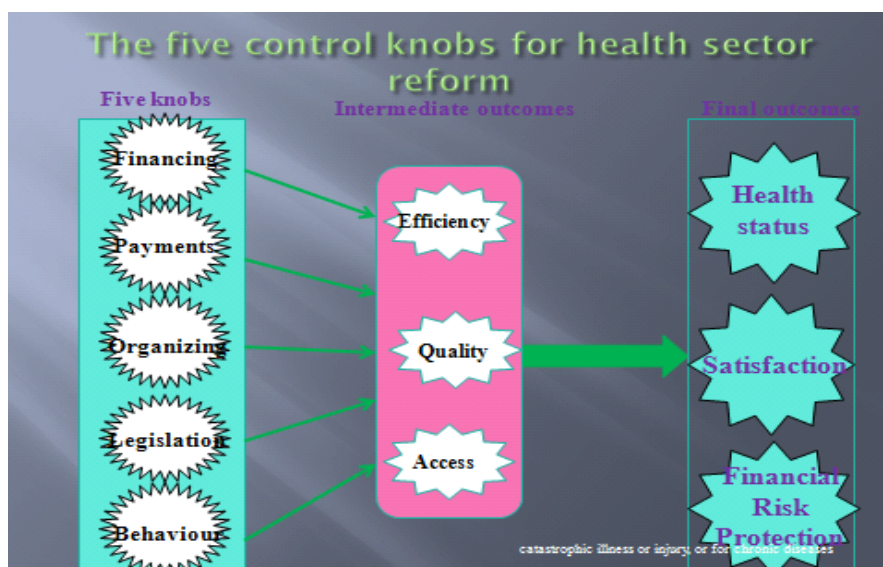 The five control knobs for health sector
reform
Five knobs
Intermediate outcomes
Final outcomes
Financing
Payments
Organizing
Legislation
Behaviour
Efficiency
Quality
Access
Health
status
Satisfaction
Financial
Risk
Protection
catastrophic illness or injury, or for chronic diseases